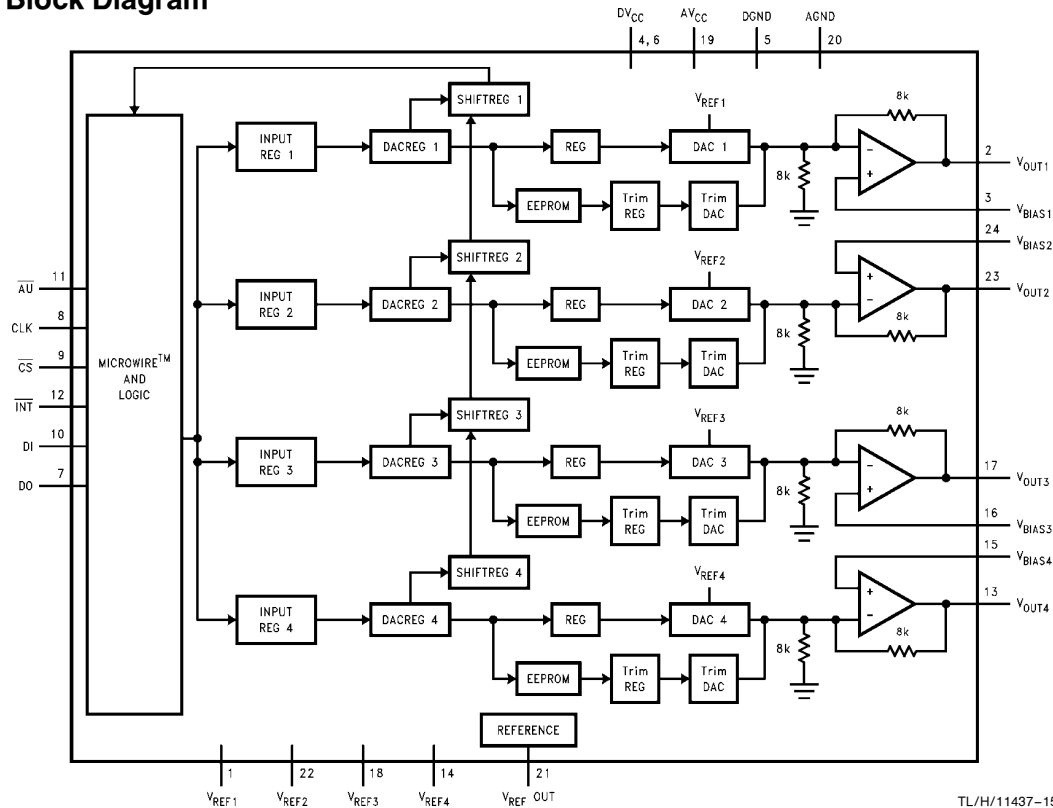 Block Diagram
DVCC AVCC DGND AGND
4, 6 19 5 20
SHIFTREG 1
VREF1
8k
INPUT REG 1
DACREG 1
REG
DAC 1
8k
−
+
2
VOUT1
3
VBIAS1
EEPROM
Trim REG
Trim DAC
SHIFTREG 2
VREF2
24
VBIAS2
23
VOUT2
INPUT REG 2
DACREG 2
REG
DAC 2
8k
+
−
8k
EEPROM
Trim REG
Trim DAC
11
AU
8
CLK
9
CS
12
INT
10
DI
7
DO
MICROWIRE™
AND
LOGIC
SHIFTREG 3
VREF3
8k
INPUT REG 3
DACREG 3
REG
DAC 3
8k
−
+
17
VOUT3
16
VBIAS3
EEPROM
Trim REG
Trim DAC
SHIFTREG 4
VREF4
15
VBIAS4
13
VOUT4
INPUT REG 4
DACREG 4
REG
DAC 4
8k
+
−
8k
EEPROM
Trim REG
Trim DAC
REFERENCE
1 22 18 14 21
VREF1 VREF2 VREF3 VREF4 VREF OUT